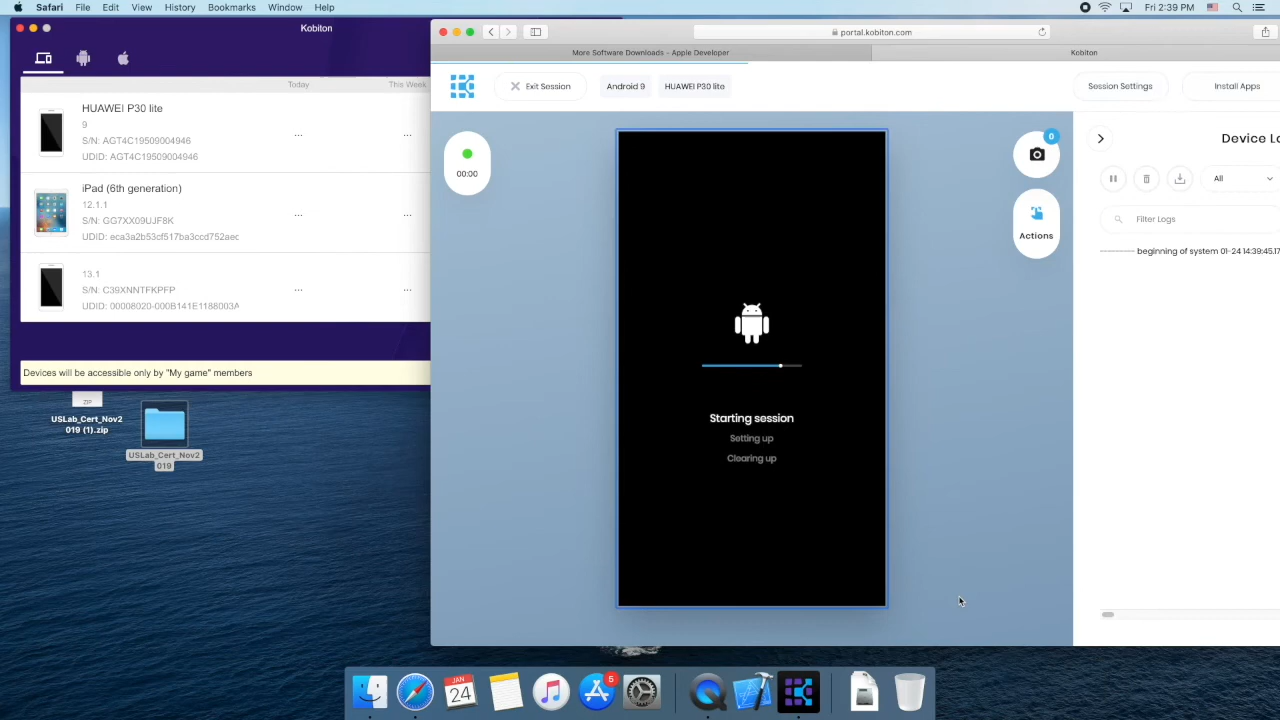 Safari File Edit View History Bookmarks Window Help
Fri 2:39 PM
Kobiton
Today
This Week
HUAWEI P30 lite
9
S/N: AGT4C19509004946
UDID: AGT4C19509004946
...
...
iPad (6th generation)
12.1.1
S/N: GG7XX09UJF8K
UDID: eca3a2b53cf517ba3ccd752aec
...
...
13.1
S/N: C39XNNTFKPFP
UDID: 00008020-000B141E1188003A
...
...
Devices will be accessible only by "My game" members
ZIP
USLab_Cert_Nov2
019 (1).zip
USLab_Cert_Nov2
019
portal.kobiton.com
More Software Downloads - Apple Developer
Kobiton
Exit Session
Android 9
HUAWEI P30 lite
Session Settings
Install Apps
00:00
Starting session
Setting up
Clearing up
0
Actions
Device Lo
All
Filter Logs
--------- beginning of system 01-24 14:39:45.17
JAN
24
5